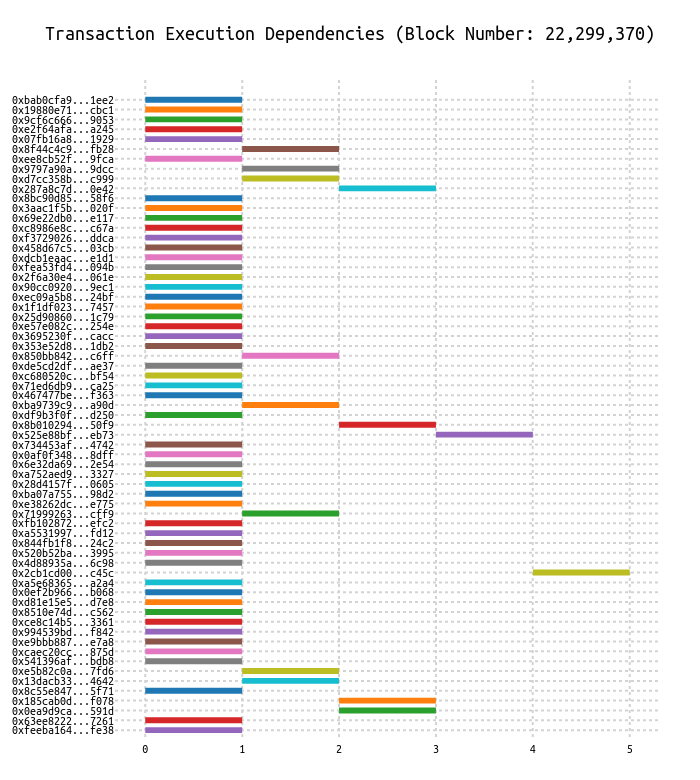 Transaction Execution Dependencies (Block Number: 22,299,370)
0xbab0cfa9...1ee2
0x19880e71...cbc1
0x9cf6c666...9053
0xe2f64afa...a245
0x07fb16a8...1929
0x8f44c4c9...fb28
0xee8cb52f...9fca
0x9797a90a...9dcc
0xd7cc358b...c999
0x287a8c7d...0e42
0x8bc90d85...58f6
0x3aac1f5b...020f
0x69e22db0...e117
0xc8986e8c...c67a
0xf3729026...ddca
0x458d67c5...03cb
0xdcb1eaac...e1d1
0xfea53fd4...094b
0x2f6a30e4...061e
0x90cc0920...9ec1
0xec09a5b8...24bf
0x1f1df023...7457
0x25d90860...1c79
0xe57e082c...254e
0x3695230f...cacc
0x353e52d8...1db2
0x850bb842...c6ff
0xde5cd2df...ae37
0xc680520c...bf54
0x71ed6db9...ca25
0x467477be...f363
0xba9739c9...a90d
0xdf9b3f0f...d250
0x8b010294...50f9
0x525e88bf...eb73
0x734453af...4742
0x0af0f348...8dff
0x6e32da69...2e54
0xa752aed9...3327
0x28d4157f...0605
0xba07a755...98d2
0xe38262dc...e775
0x71999263...cff9
0xfb102872...efc2
0xa5531997...fd12
0x844fb1f8...24c2
0x520b52ba...3995
0x4d88935a...6c98
0x2cb1cd00...c45c
0xa5e68365...a2a4
0x0ef2b966...b068
0xd81e15e5...d7e8
0x8510e74d...c562
0xce8c14b5...3361
0x994539bd...f842
0xe9bbb887...e7a8
0xcaec20cc...875d
0x541396af...bdb8
0xe5b82c0a...7fd6
0x13dacb33...4642
0x8c55e847...5f71
0x185cab0d...f078
0x0ea9d9ca...591d
0x63ee8222...7261
0xfeeba164...fe38
0 1 2 3 4 5